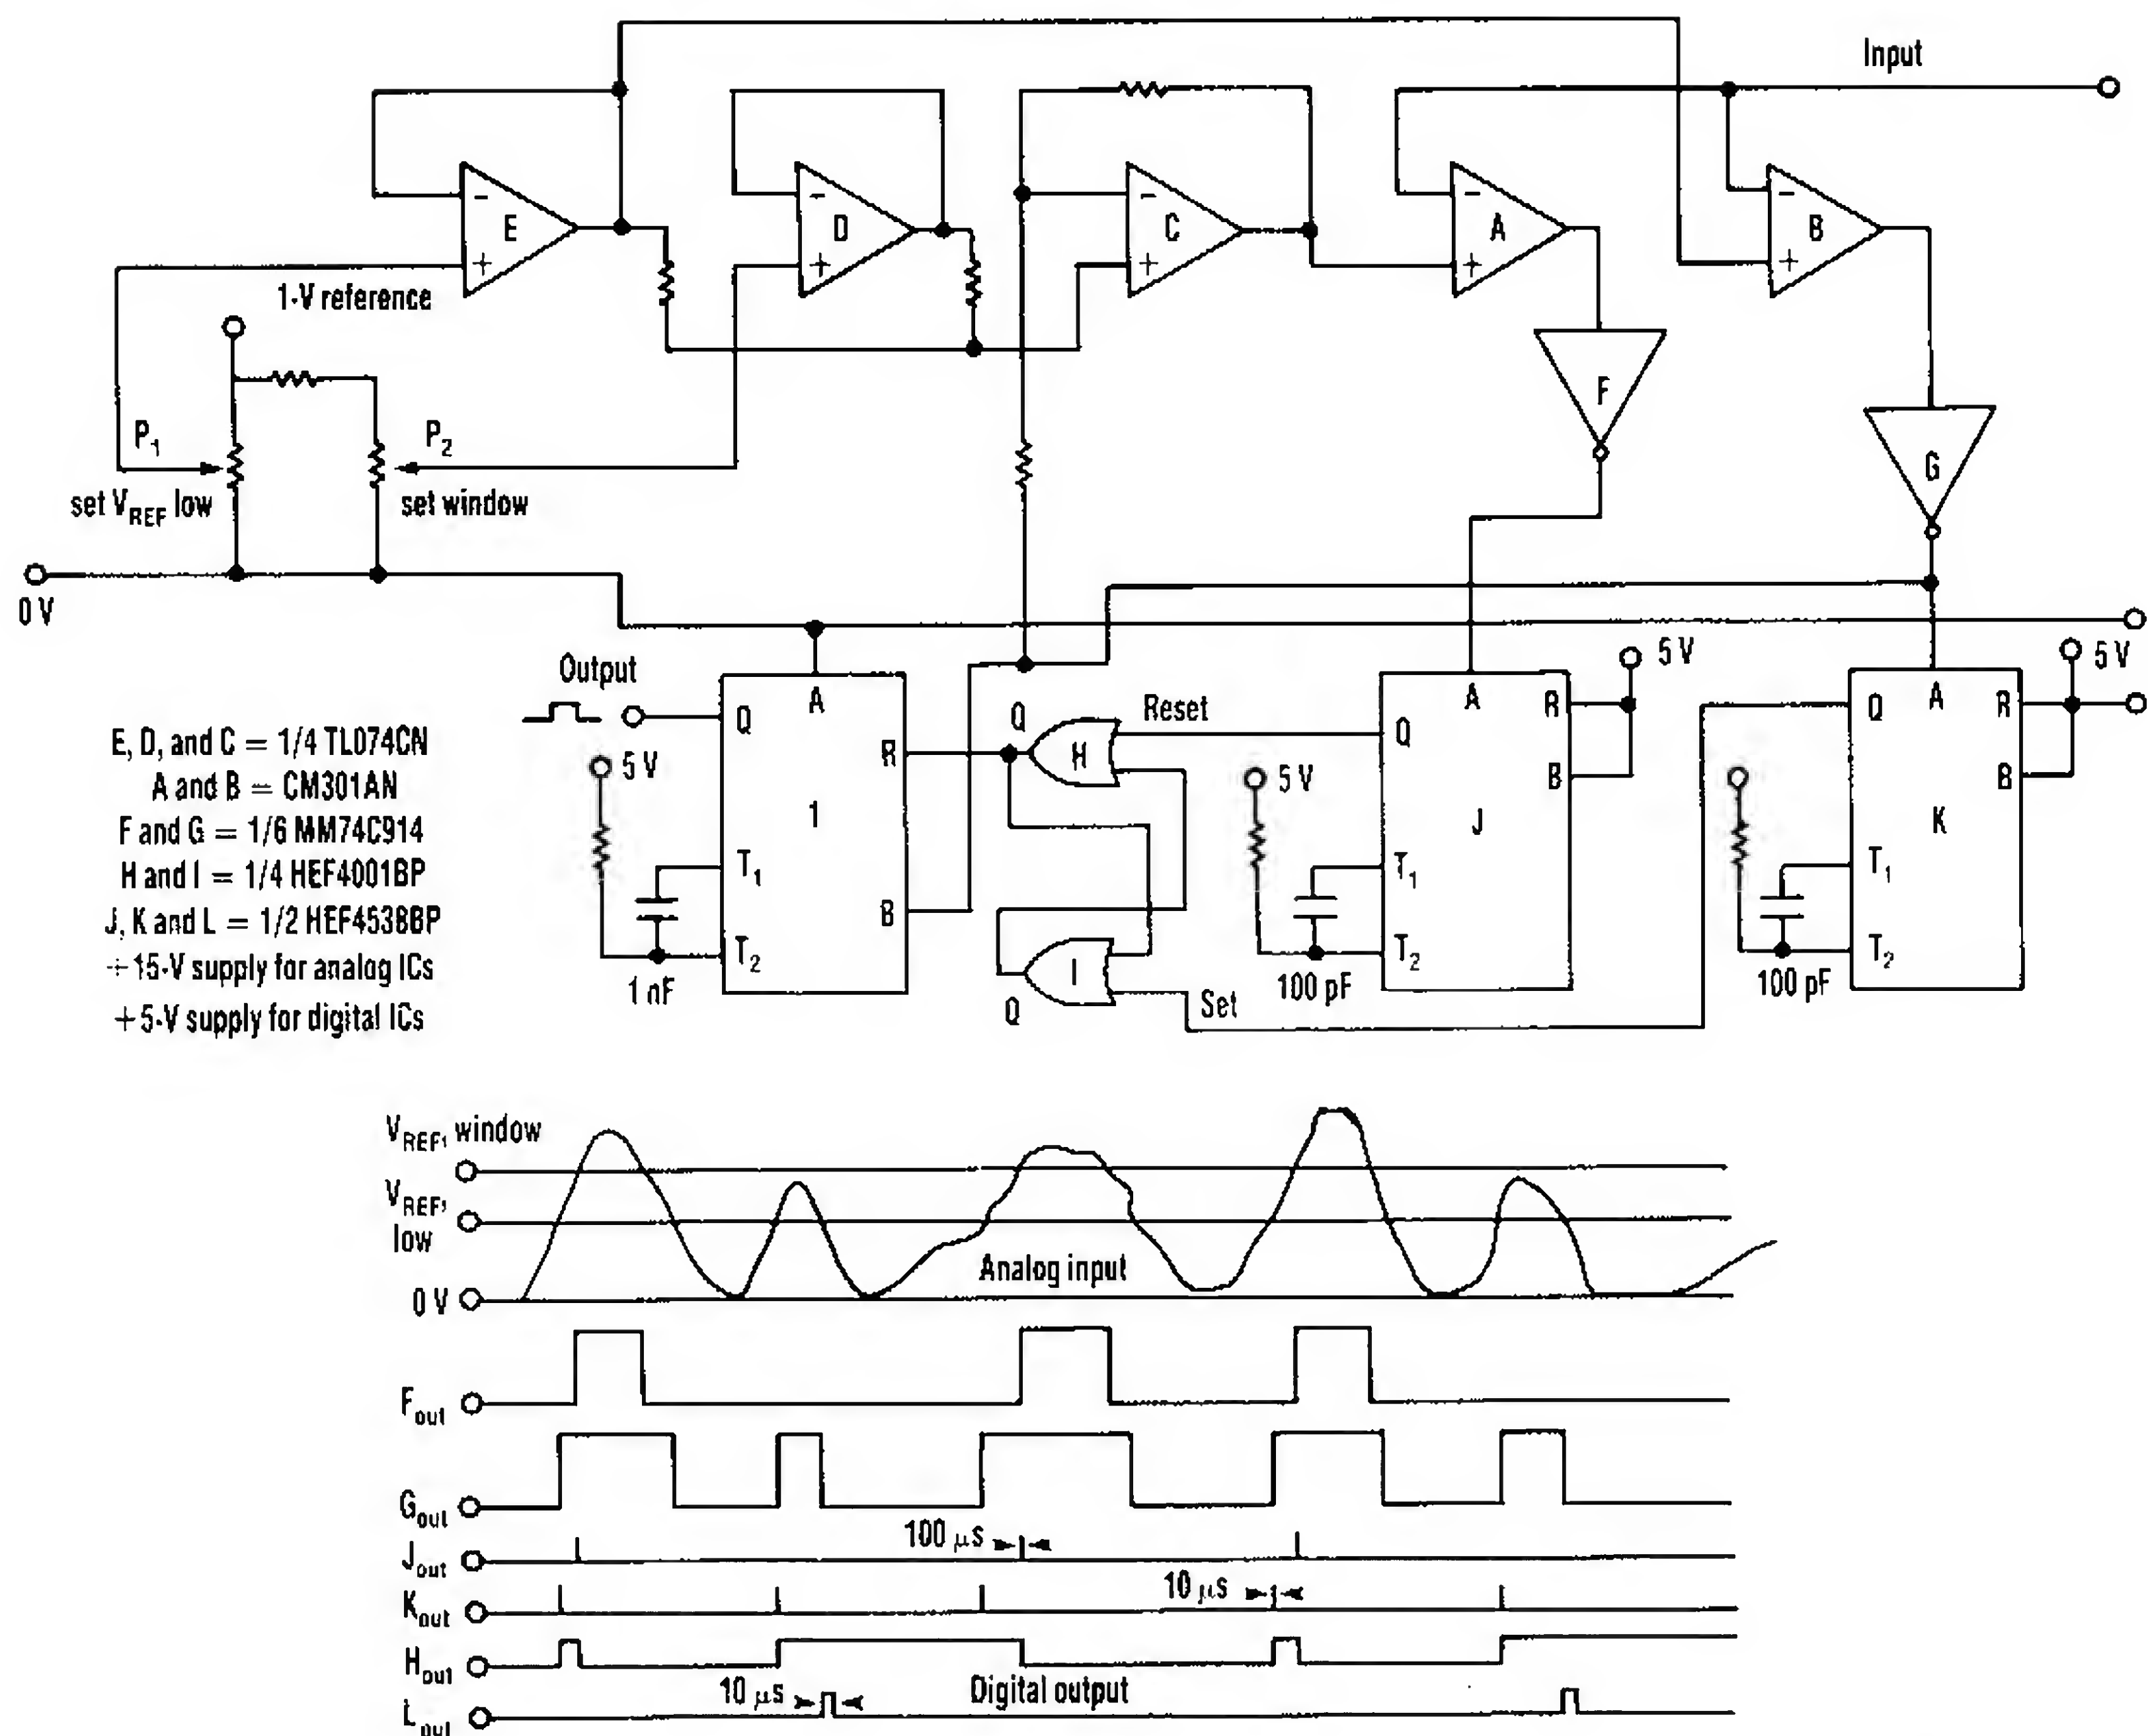 Input
E
D
C
A
B
1-V reference
F
G
P1
P2
set VREF low
set window
0 V
5 V
5 V
Output
A
Q
R
1
T1
B
T2
5 V
1 nF
Q
H
Reset
I
Q
Set
5 V
100 pF
A
Q
R
B
J
T1
T2
100 pF
A
Q
R
B
K
T1
T2
E, D, and C = 1/4 TL074CN
A and B = CM301AN
F and G = 1/6 MM74C914
H and I = 1/4 HEF4001BP
J, K and L = 1/2 HEF4538BP
+15-V supply for analog ICs
+5-V supply for digital ICs
VREF, window
VREF, low
0 V
Analog input
Fout
Gout
100 μs
Jout
10 μs
Kout
Hout
10 μs
Digital output
Lout
- + - + - + - + - +